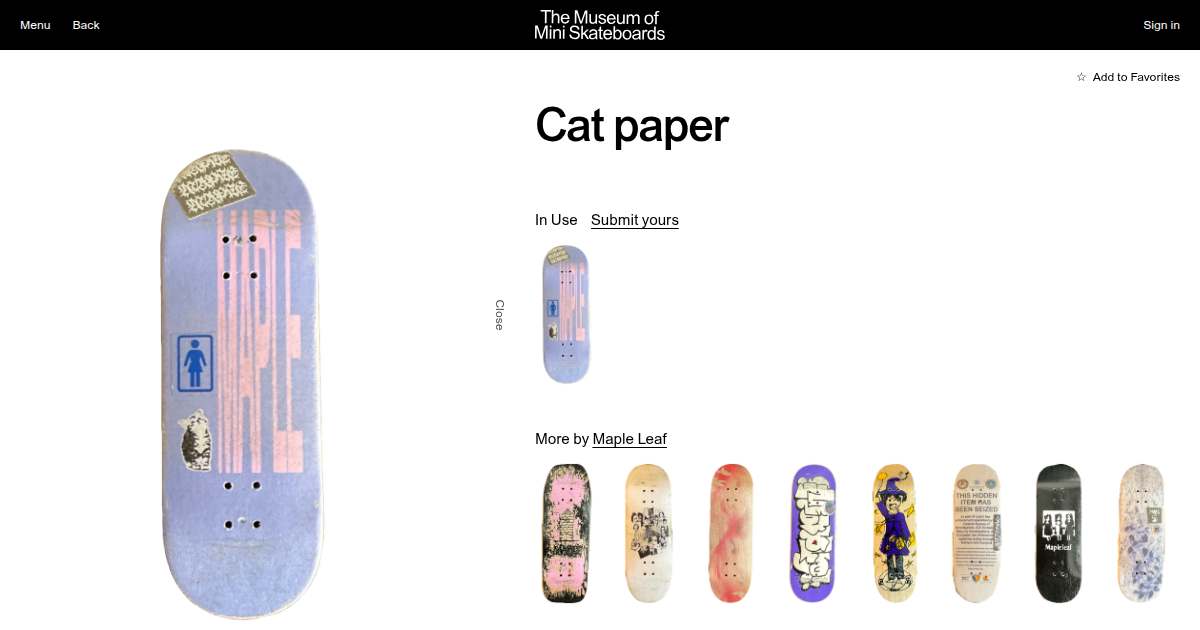 Menu
Back
The Museum of
Mini Skateboards
Sign in
☆ Add to Favorites
Cat paper
In Use
Submit yours
Close
MAPLE
More by Maple Leaf
THIS HIDDEN
ITEM HAS
BEEN SEIZED
Mapleleaf